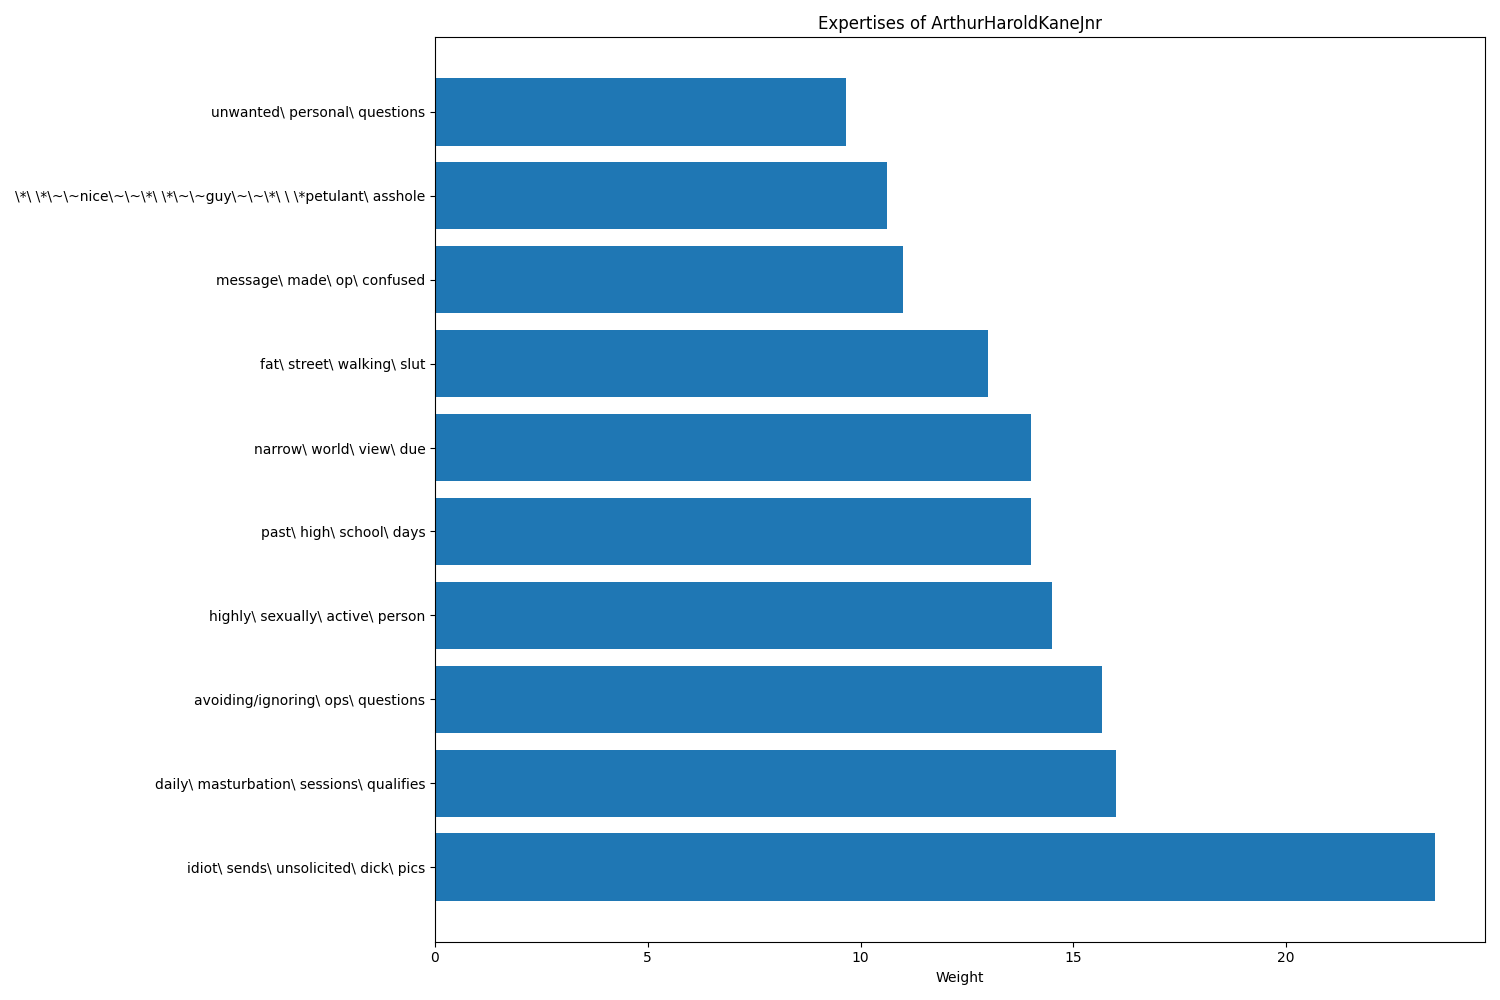 Expertises of ArthurHaroldKaneJnr
unwanted\ personal\ questions
\*\ \*\~\~nice\~\~\*\ \*\~\~guy\~\~\*\ \ \*petulant\ asshole
message\ made\ op\ confused
fat\ street\ walking\ slut
narrow\ world\ view\ due
past\ high\ school\ days
highly\ sexually\ active\ person
avoiding/ignoring\ ops\ questions
daily\ masturbation\ sessions\ qualifies
idiot\ sends\ unsolicited\ dick\ pics
0 5 10 15 20
Weight